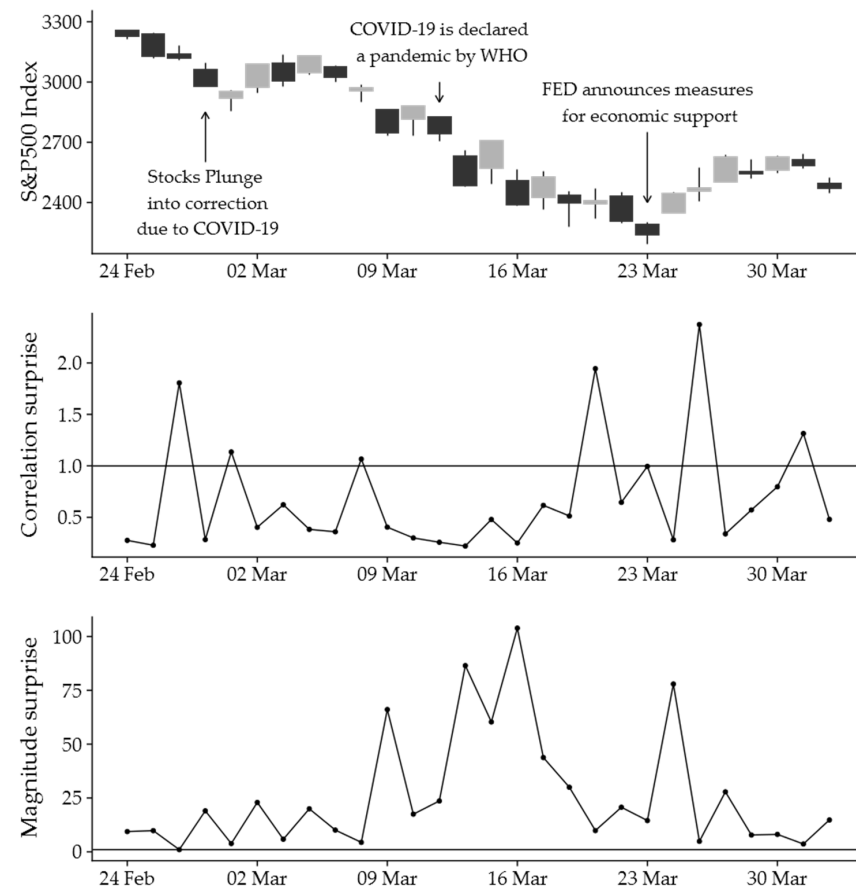 S&P500 Index
3300
3000
2700
2400
COVID-19 is declared
a pandemic by WHO
FED announces measures
for economic support
Stocks Plunge
into correction
due to COVID-19
24 Feb
02 Mar
09 Mar
16 Mar
23 Mar
30 Mar
Correlation surprise
2.0
1.5
1.0
0.5
24 Feb
02 Mar
09 Mar
16 Mar
23 Mar
30 Mar
Magnitude surprise
100
75
50
25
0
24 Feb
02 Mar
09 Mar
16 Mar
23 Mar
30 Mar